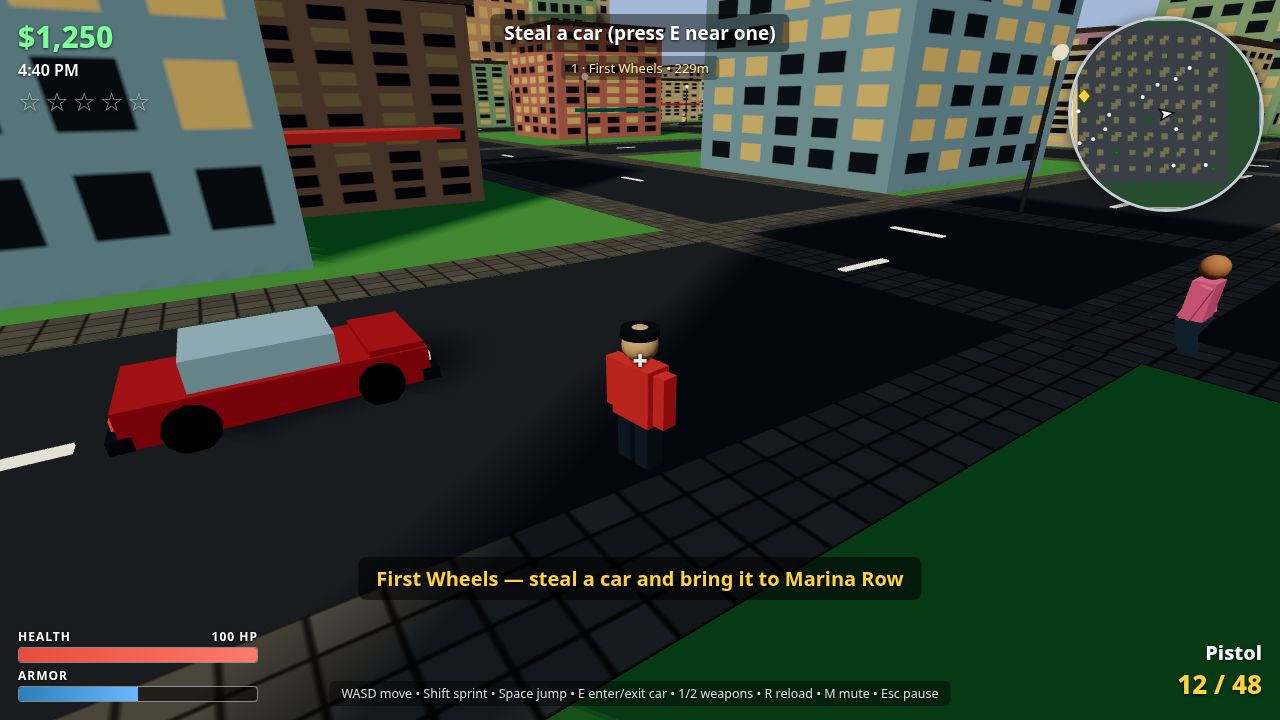 $1,250
4:40 PM
Steal a car (press E near one)
1 · First Wheels • 229m
First Wheels — steal a car and bring it to Marina Row
HEALTH 100 HP
ARMOR
WASD move • Shift sprint • Space jump • E enter/exit car • 1/2 weapons • R reload • M mute • Esc pause
Pistol
12 / 48